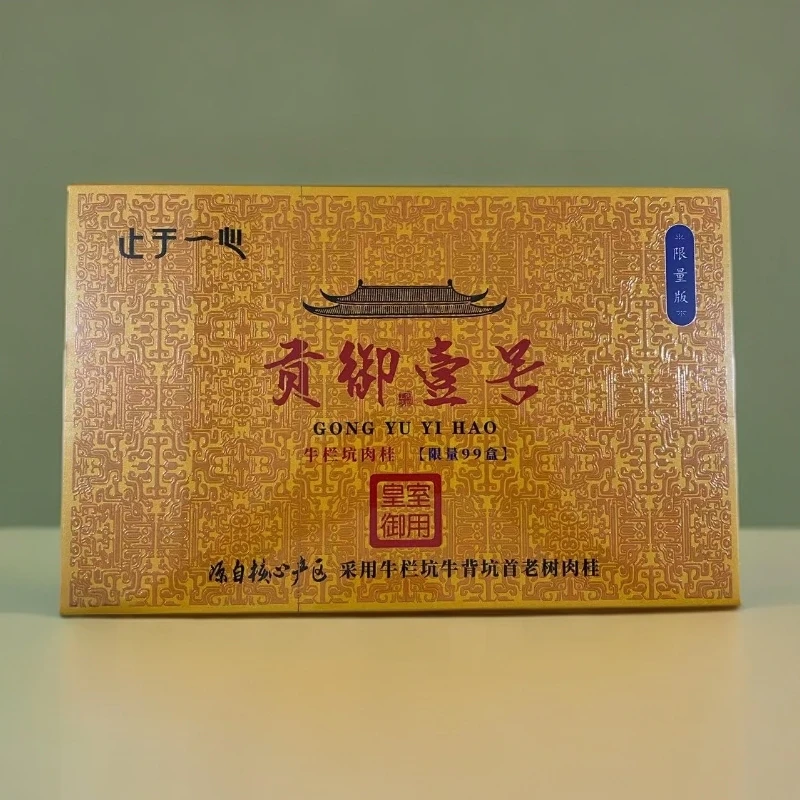 止于一心
限量版
贡御壹号
GONG YU YI HAO
牛栏坑肉桂 【限量99盒】
皇室
御用
源自核心产区 采用牛栏坑牛背坑首老树肉桂